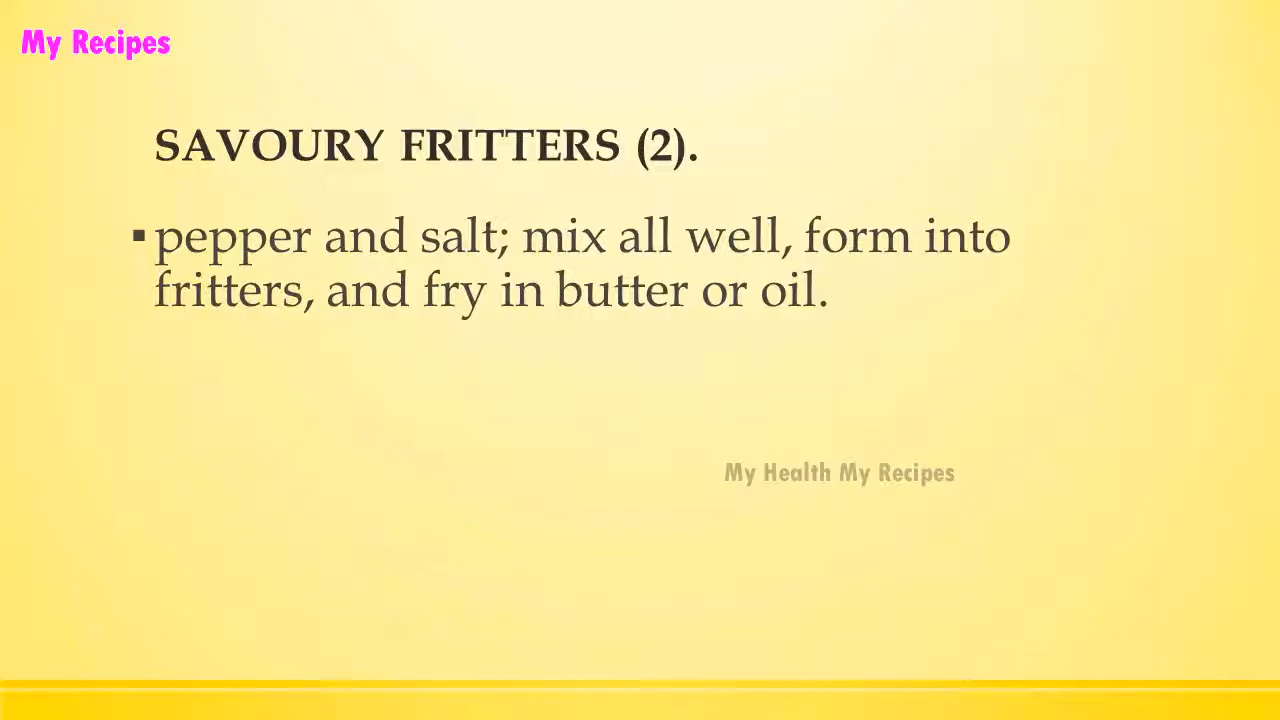 My Recipes
SAVOURY FRITTERS (2).
▪pepper and salt; mix all well, form into
fritters, and fry in butter or oil.
My Health My Recipes